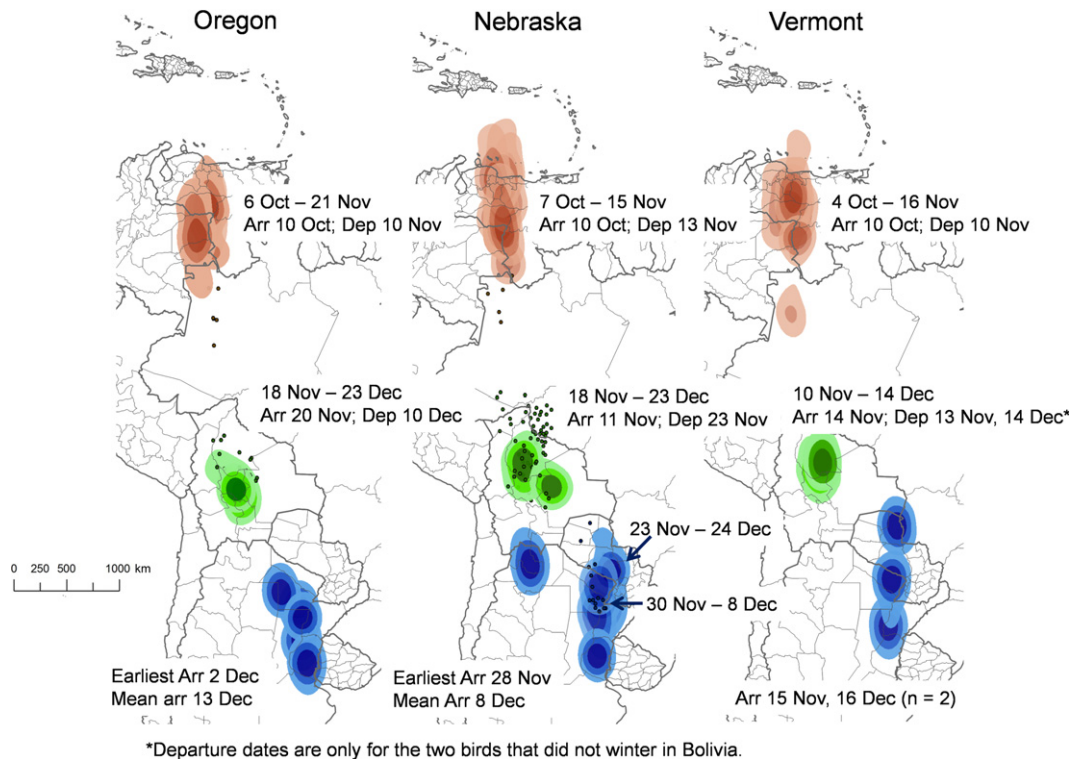 Oregon
Nebraska
Vermont
6 Oct – 21 Nov
Arr 10 Oct; Dep 10 Nov
7 Oct – 15 Nov
Arr 10 Oct; Dep 13 Nov
4 Oct – 16 Nov
Arr 10 Oct; Dep 10 Nov
18 Nov – 23 Dec
Arr 20 Nov; Dep 10 Dec
18 Nov – 23 Dec
Arr 11 Nov; Dep 23 Nov
10 Nov – 14 Dec
Arr 14 Nov; Dep 13 Nov, 14 Dec*
23 Nov – 24 Dec
30 Nov – 8 Dec
0 250 500 1000 km
Earliest Arr 2 Dec
Mean arr 13 Dec
Earliest Arr 28 Nov
Mean Arr 8 Dec
Arr 15 Nov, 16 Dec (n = 2)
*Departure dates are only for the two birds that did not winter in Bolivia.